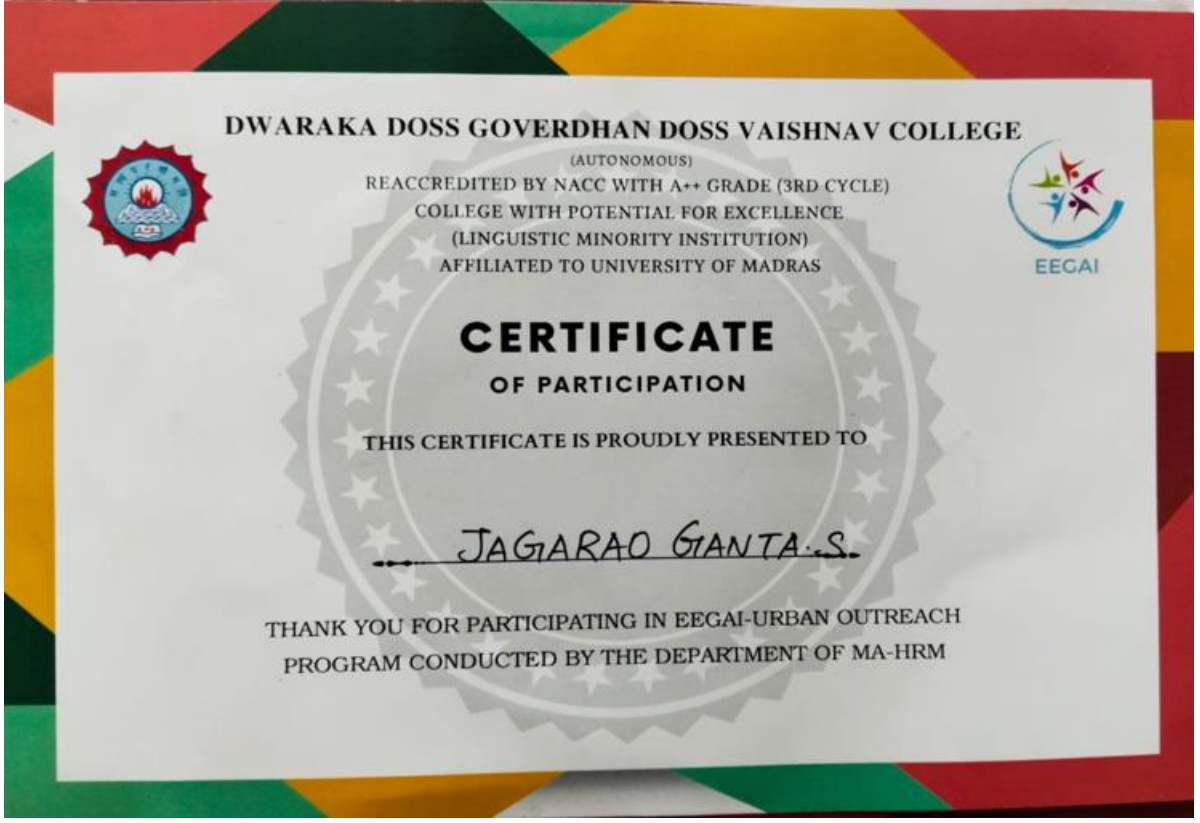 DWARAKA DOSS GOVERDHAN DOSS VAISHNAV COLLEGE
(AUTONOMOUS)
REACCREDITED BY NACC WITH A++ GRADE (3RD CYCLE)
COLLEGE WITH POTENTIAL FOR EXCELLENCE
(LINGUISTIC MINORITY INSTITUTION)
AFFILIATED TO UNIVERSITY OF MADRAS
EEGAI
CERTIFICATE
OF PARTICIPATION
THIS CERTIFICATE IS PROUDLY PRESENTED TO
JAGARAO GANTA.S.
THANK YOU FOR PARTICIPATING IN EEGAI-URBAN OUTREACH
PROGRAM CONDUCTED BY THE DEPARTMENT OF MA-HRM